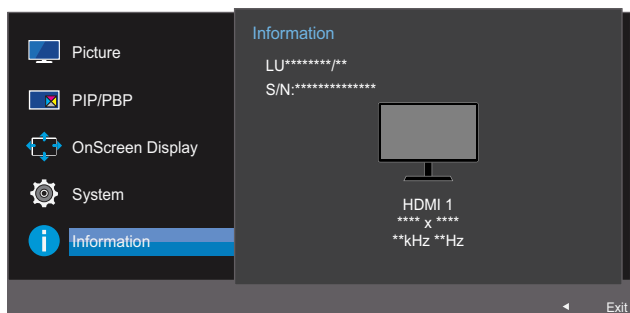 Picture
PIP/PBP
OnScreen Display
System
Information
Information
LU********/**
S/N:**************
HDMI 1
**** x ****
**kHz **Hz
Exit